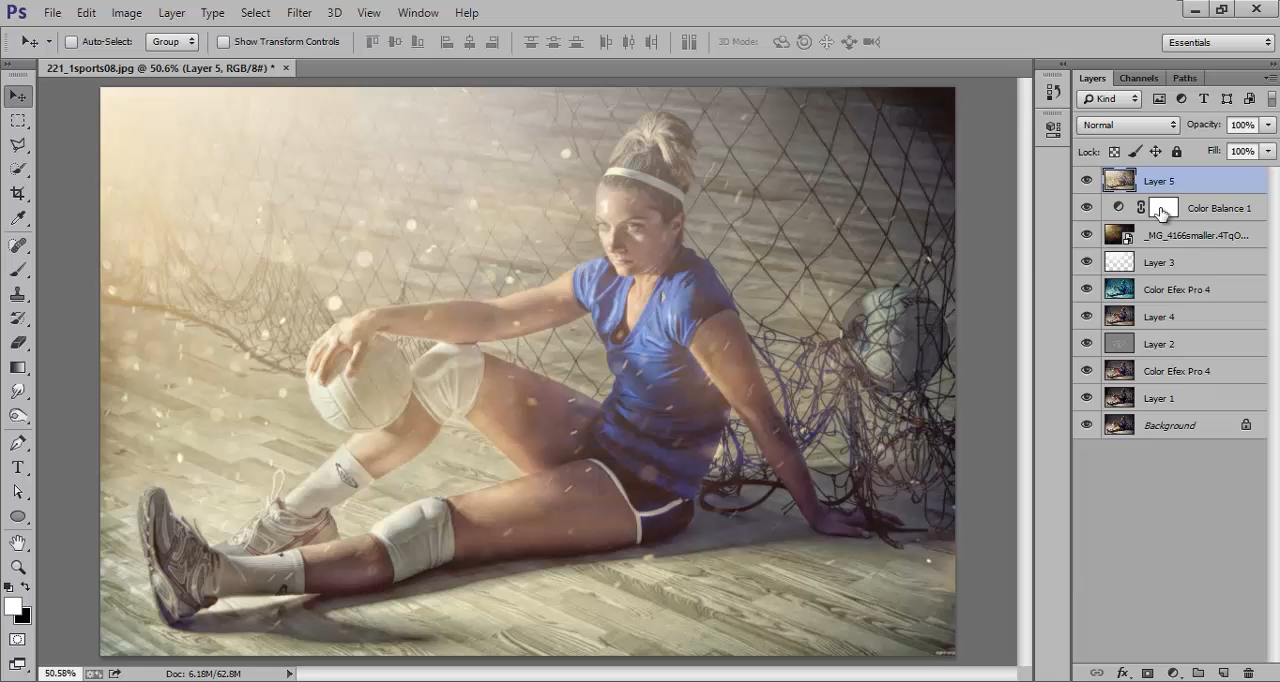 Ps File Edit Image Layer Type Select Filter 3D View Window Help
Auto-Select: Group Show Transform Controls 3D Mode: Essentials
221_1sports08.jpg @ 50.6% (Layer 5, RGB/8#) * ×
Layers Channels Paths
Kind
Normal Opacity: 100%
Lock: Fill: 100%
Layer 5
Color Balance 1
_MG_4166smaller.4TqO...
Layer 3
Color Efex Pro 4
Layer 4
Layer 2
Color Efex Pro 4
Layer 1
Background
50.58% Doc: 6.18M/62.8M